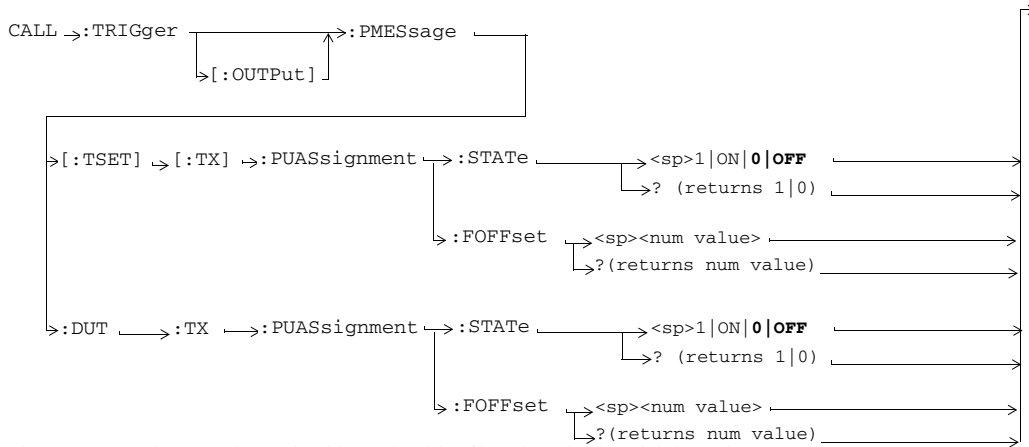 CALL :TRIGger :PMESsage
[:OUTPut]
[:TSET] [:TX] :PUASsignment :STATe <sp>1|ON|0|OFF
? (returns 1|0)
:FOFFset <sp><num value>
?(returns num value)
:DUT :TX :PUASsignment :STATe <sp>1|ON|0|OFF
? (returns 1|0)
:FOFFset <sp><num value>
?(returns num value)